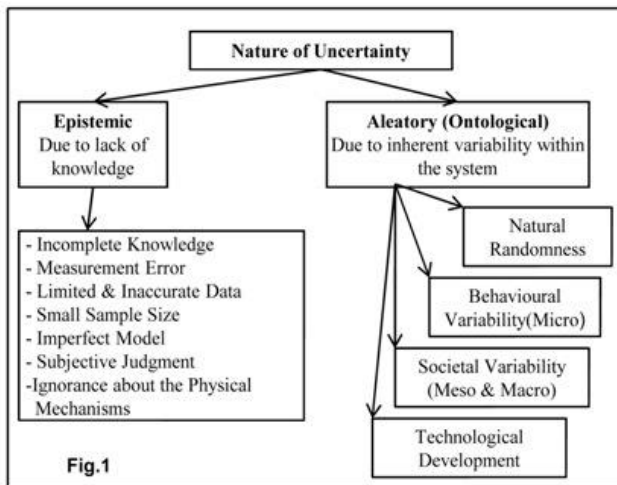 Nature of Uncertainty
Epistemic
Due to lack of
knowledge
Aleatory (Ontological)
Due to inherent variability within
the system
- Incomplete Knowledge
- Measurement Error
- Limited & Inaccurate Data
- Small Sample Size
- Imperfect Model
- Subjective Judgment
-Ignorance about the Physical
Mechanisms
Natural
Randomness
Behavioural
Variability(Micro)
Societal Variability
(Meso & Macro)
Technological
Development
Fig.1